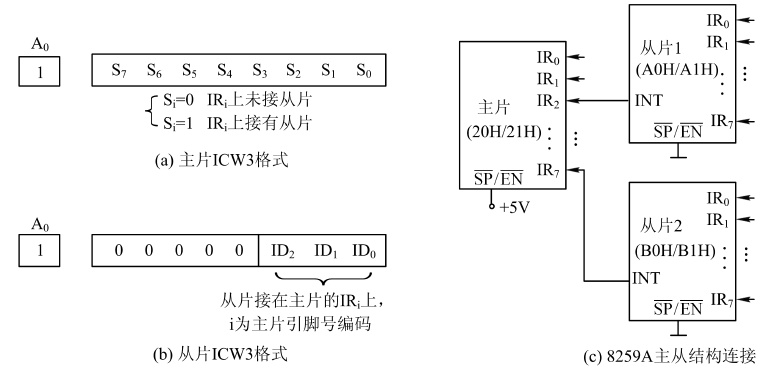 A₀
1 S₇ S₆ S₅ S₄ S₃ S₂ S₁ S₀
Sᵢ=0 IRᵢ上未接从片
Sᵢ=1 IRᵢ上接有从片
(a) 主片ICW3格式
A₀
1 0 0 0 0 0 ID₂ ID₁ ID₀
从片接在主片的IRᵢ上，
i为主片引脚号编码
(b) 从片ICW3格式
主片
(20H/21H)
IR₀
IR₁
IR₂
IR₇
S̅P̅/E̅N̅
+5V
从片1
(A0H/A1H)
IR₀
IR₁
INT
IR₇
S̅P̅/E̅N̅
从片2
(B0H/B1H)
IR₀
IR₁
INT
IR₇
S̅P̅/E̅N̅
(c) 8259A主从结构连接